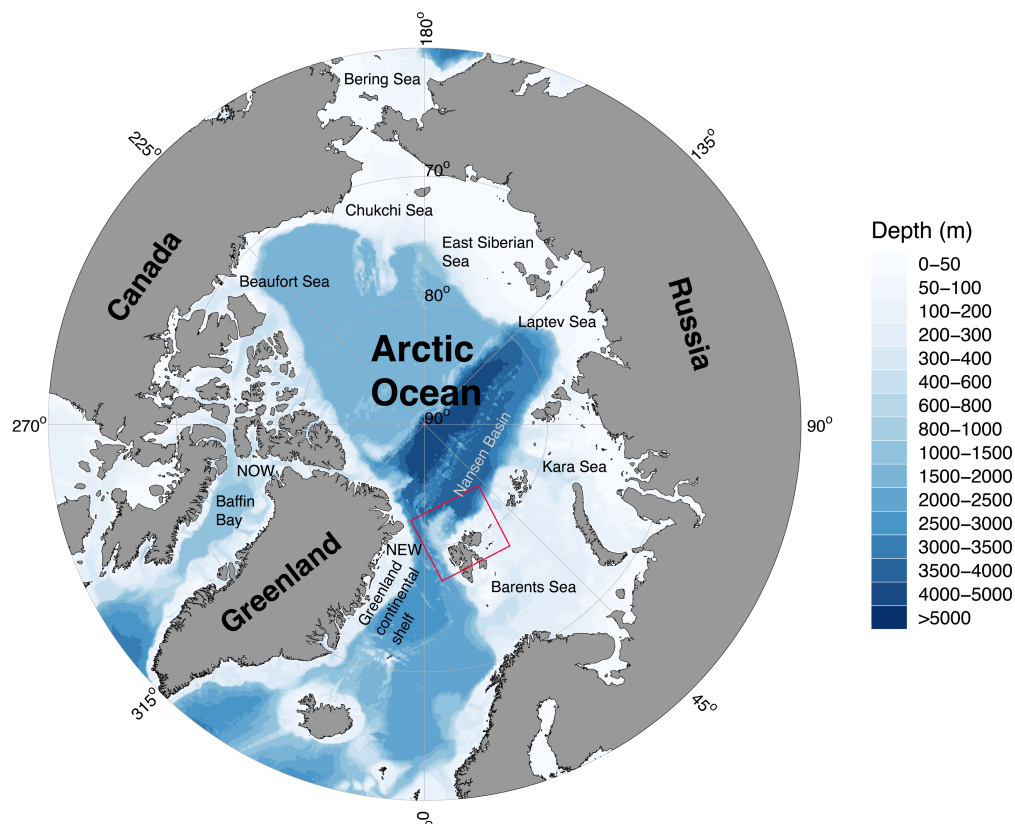 180°
Bering Sea
225°
135°
70°
Chukchi Sea
East Siberian
Sea
Canada
Beaufort Sea
80°
Russia
Laptev Sea
Arctic
Ocean
90°
270°
90°
Nansen Basin
NOW
Kara Sea
Baffin
Bay
NEW
Greenland
Greenland
continental
shelf
Barents Sea
315°
45°
0°
Depth (m)
0–50
50–100
100–200
200–300
300–400
400–600
600–800
800–1000
1000–1500
1500–2000
2000–2500
2500–3000
3000–3500
3500–4000
4000–5000
>5000